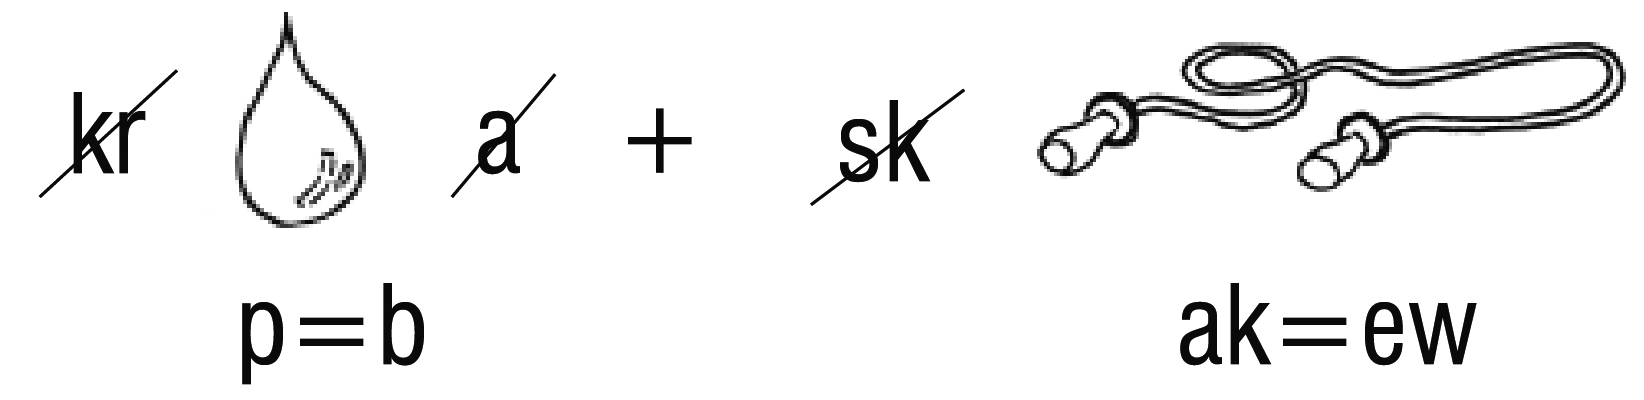 kr a + sk
p=b ak=ew